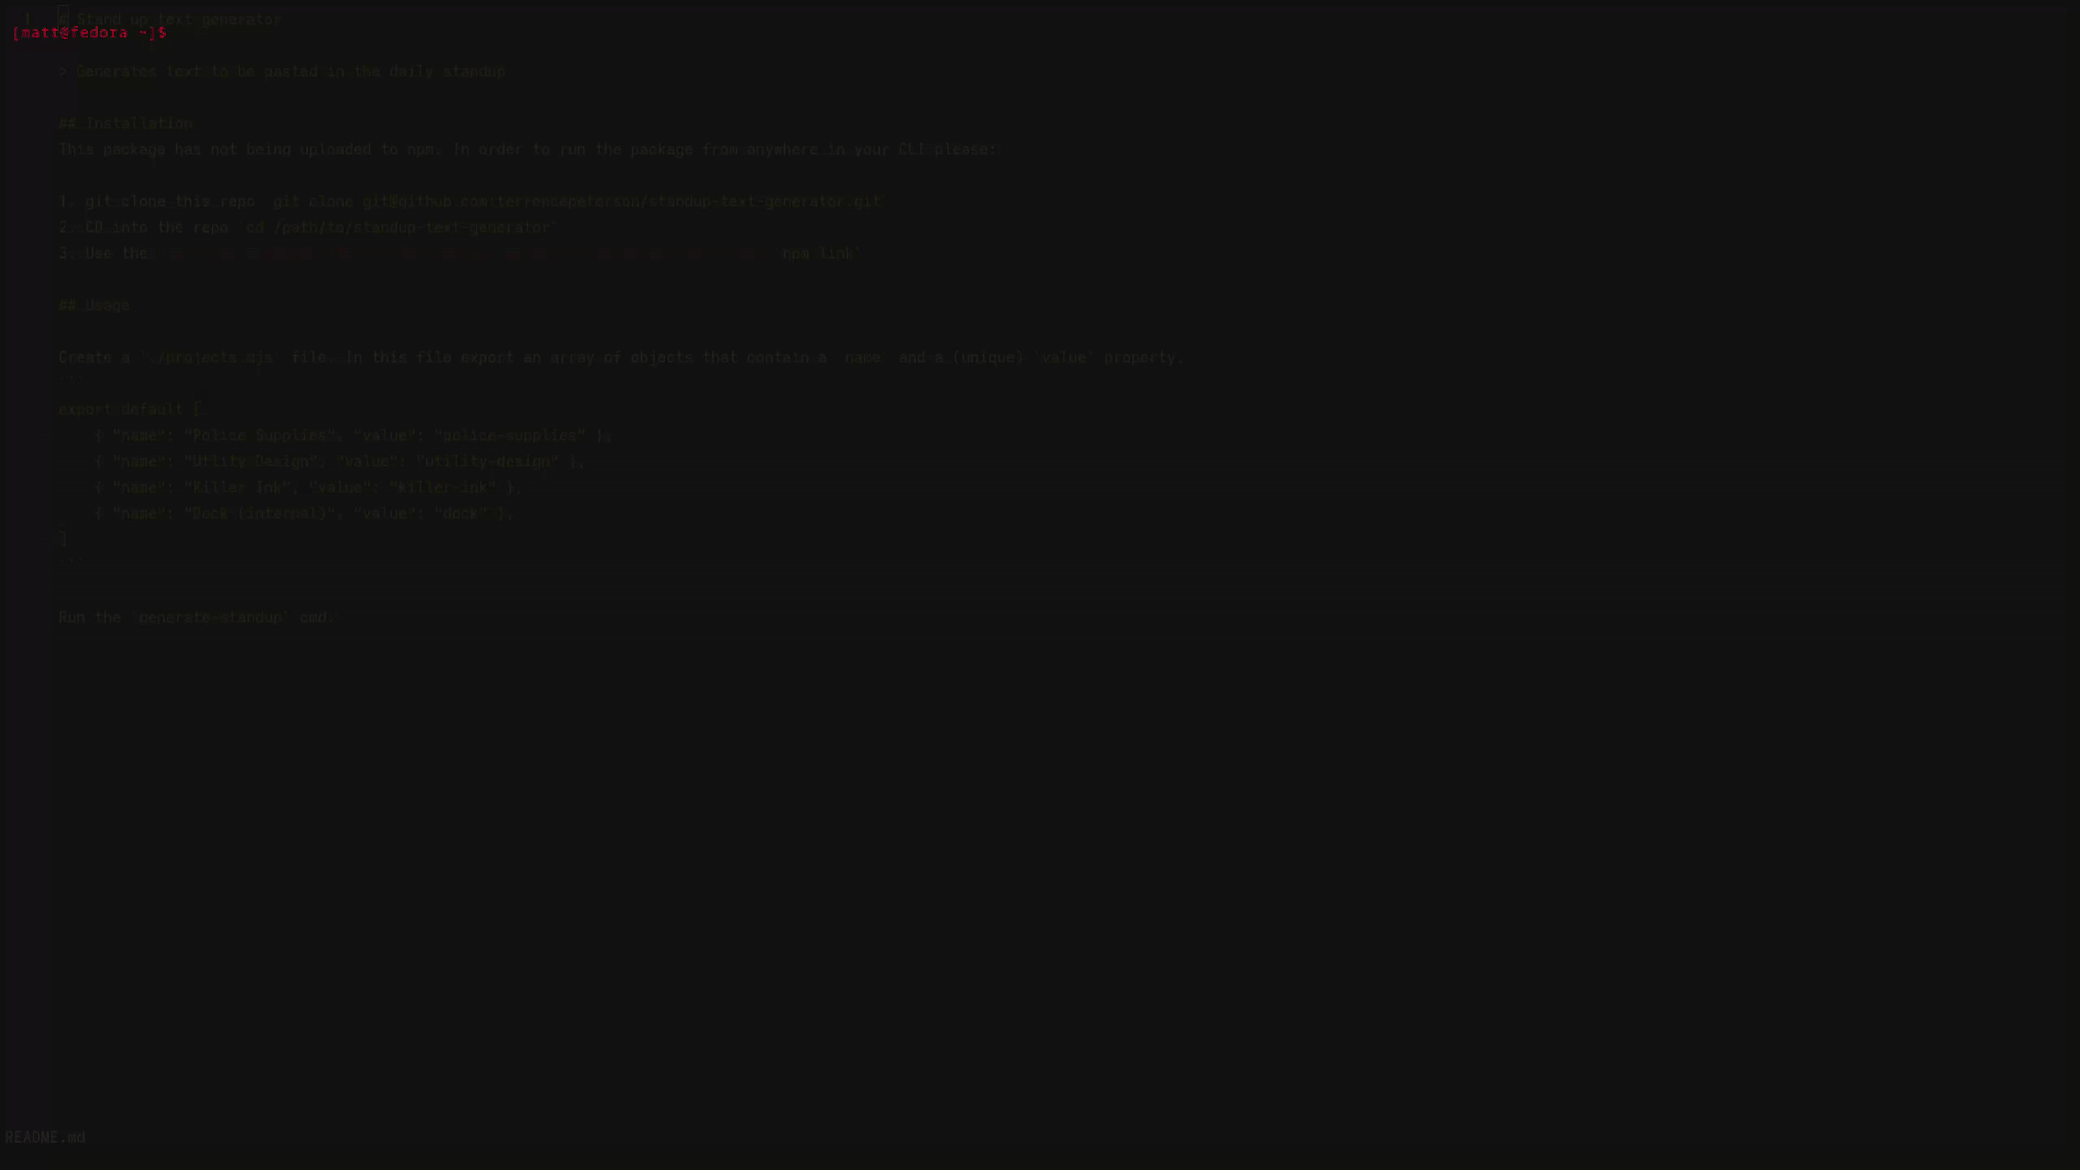 1 # Stand up text generator
[matt@fedora ~]$
> Generates text to be pasted in the daily standup
## Installation
This package has not being uploaded to npm. In order to run the package from anywhere in your CLI please:
1. git clone this repo `git clone git@github.com:terrencepeterson/standup-text-generator.git
2. CD into the repo `cd /path/to/standup-text-generator`
3. Use the npm link`
## Usage
Create a `./projects.mjs` file. In this file export an array of objects that contain a `name` and a (unique) `value` property.
```
export default [
{ "name": "Police Supplies", "value": "police-supplies" },
{ "name": "Utlity Design", "value": "utility-design" },
{ "name": "Killer Ink", "value": "killer-ink" },
{ "name": "Dock (internal)", "value": "dock" },
]
Run the `generate-standup` cmd.
README.md